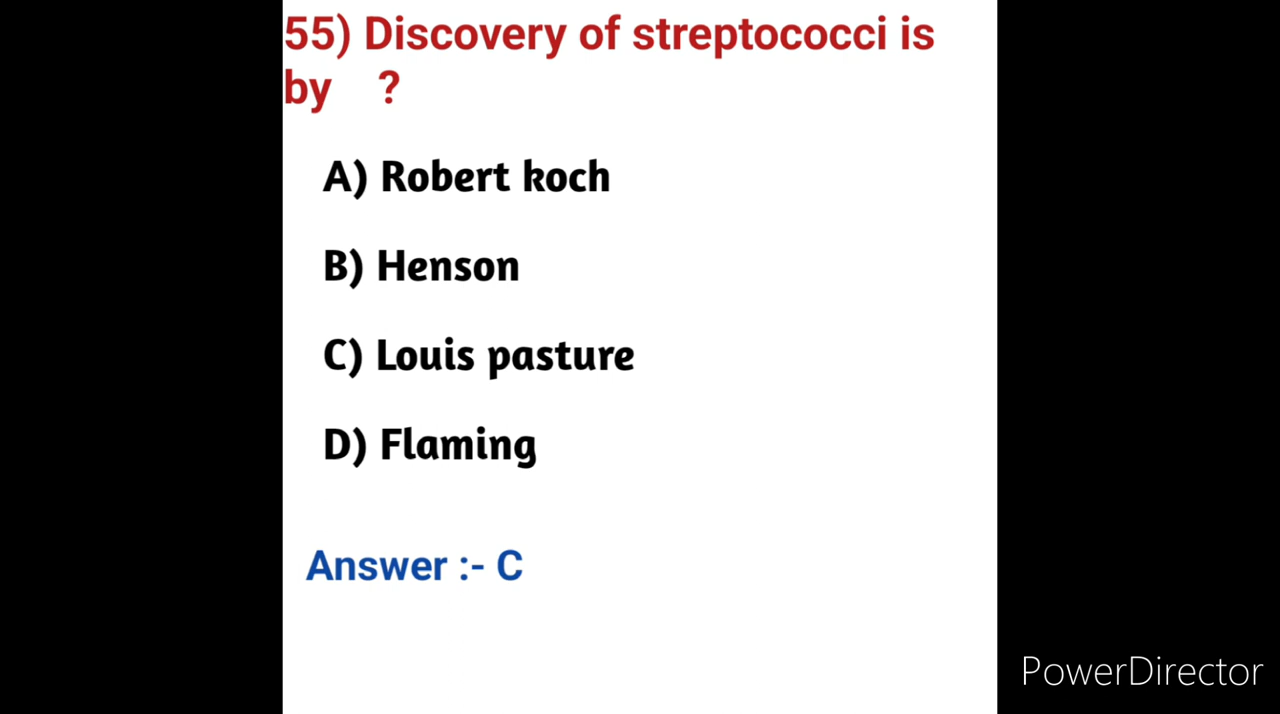 55) Discovery of streptococci is
by ?
A) Robert koch
B) Henson
C) Louis pasture
D) Flaming
Answer :- C
PowerDirector